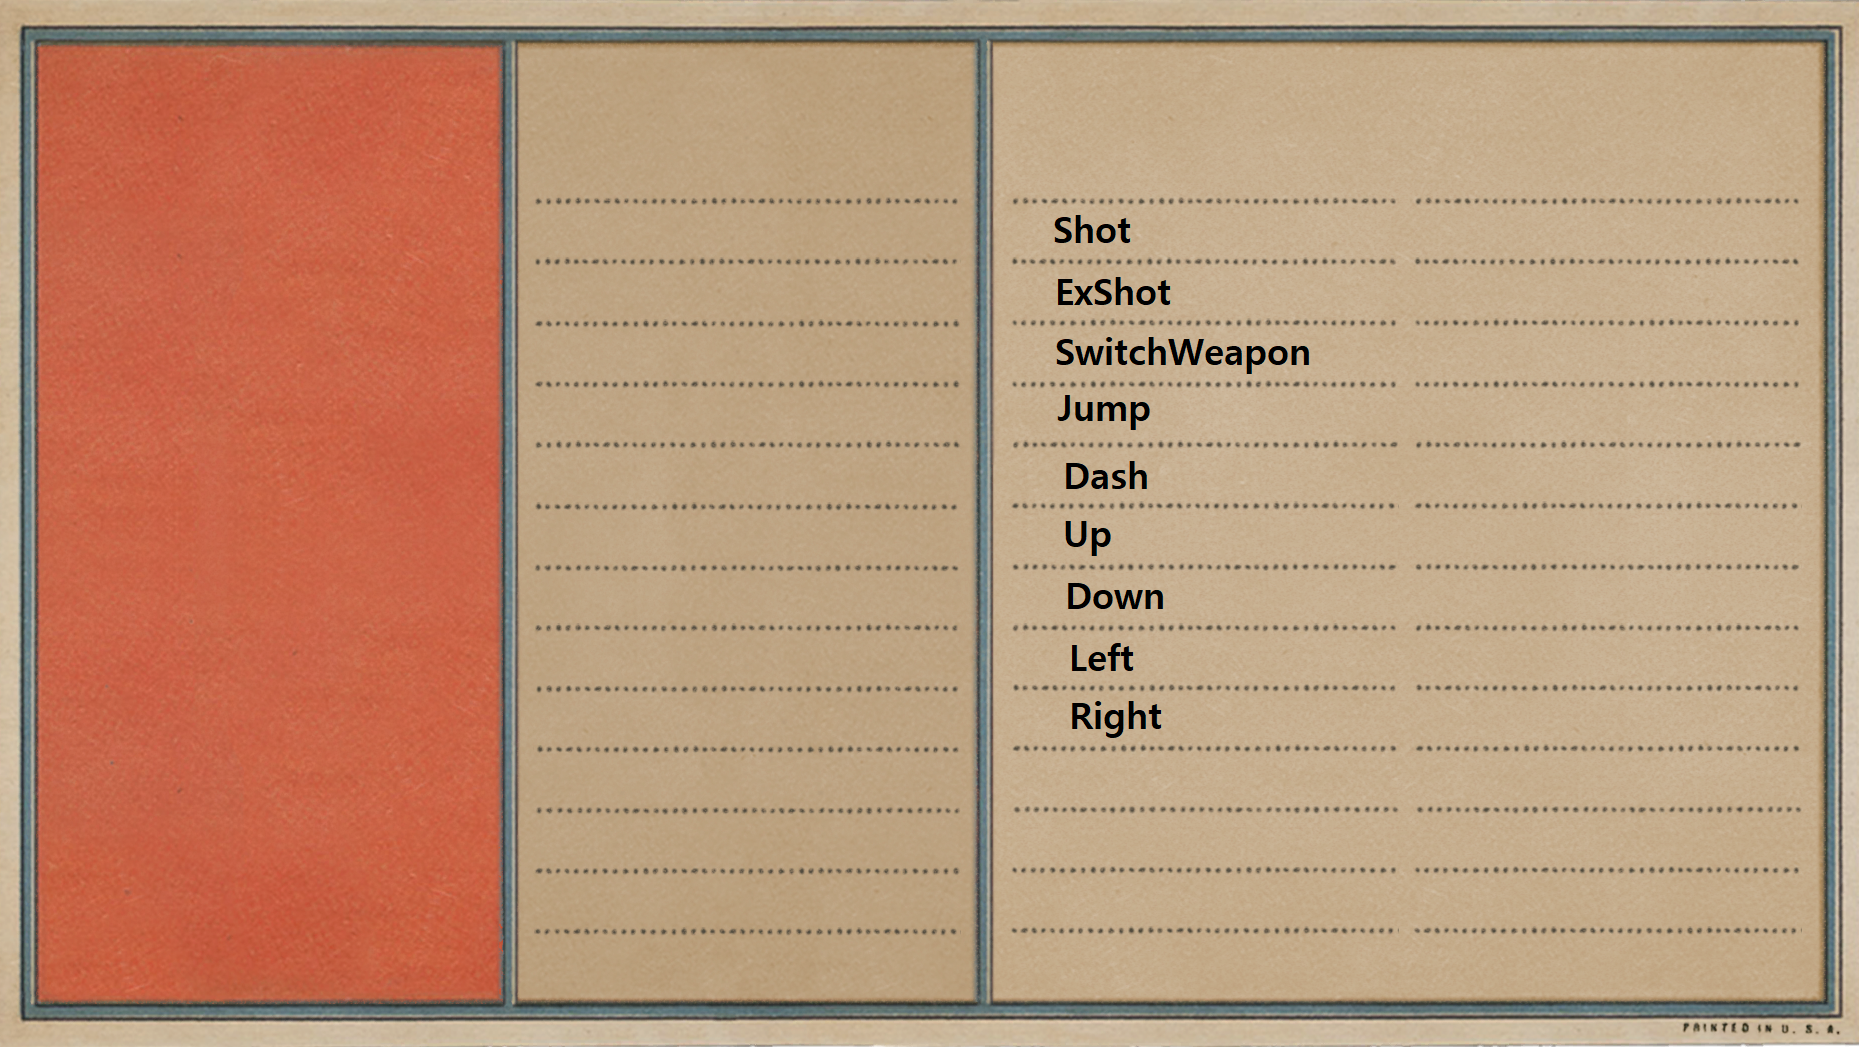 Shot
ExShot
SwitchWeapon
Jump
Dash
Up
Down
Left
Right
PRINTED IN U. S. A.